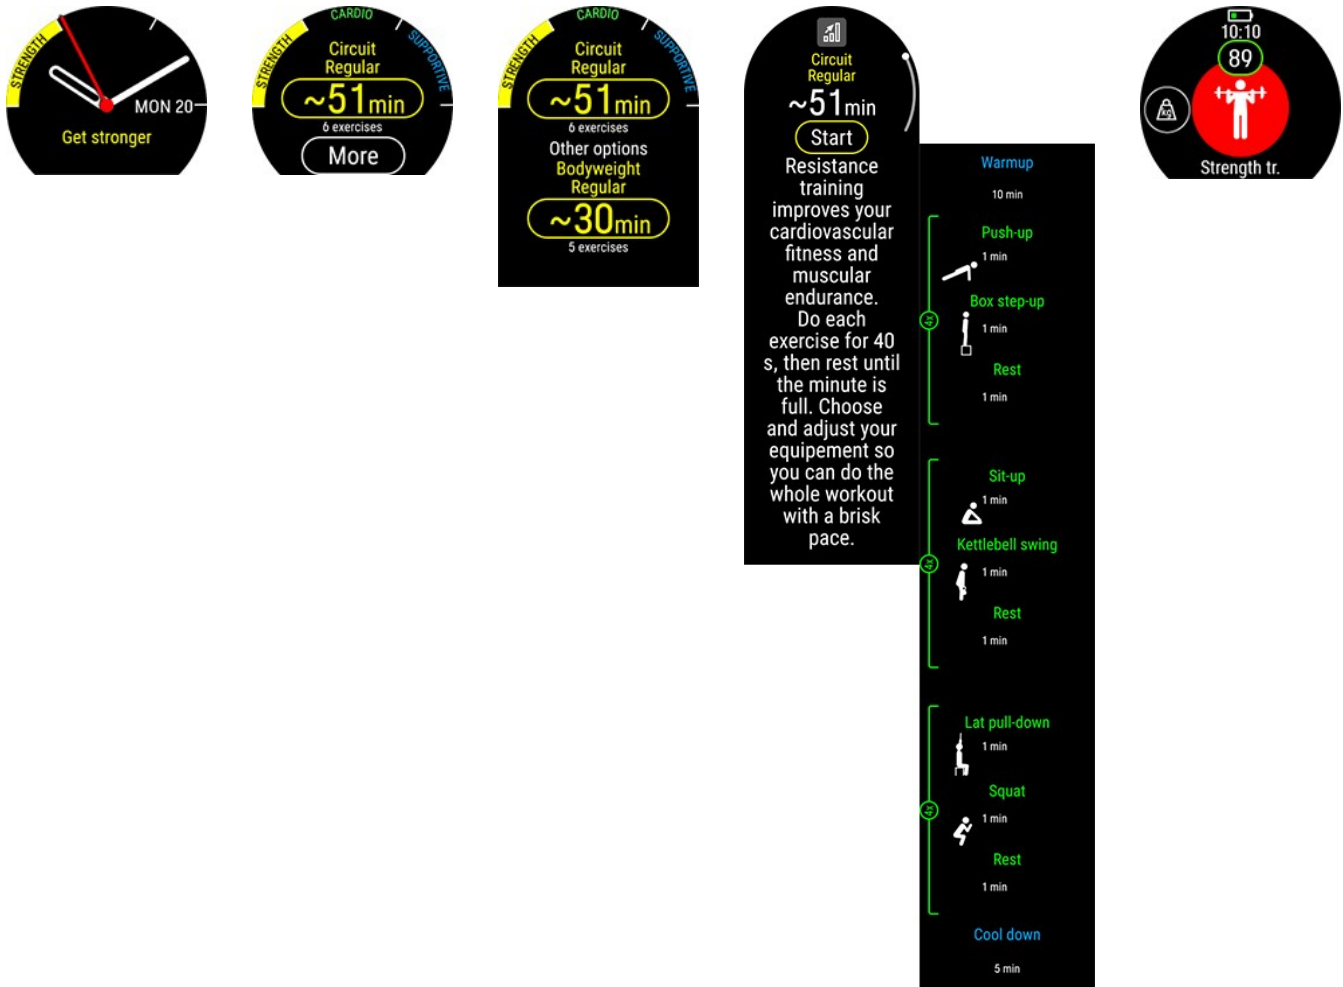 STRENGTH
MON 20
Get stronger
CARDIO
STRENGTH
SUPPORTIVE
Circuit
Regular
~51min
6 exercises
More
CARDIO
STRENGTH
SUPPORTIVE
Circuit
Regular
~51min
6 exercises
Other options
Bodyweight
Regular
~30min
5 exercises
Circuit
Regular
~51min
Start
Resistance
training
improves your
cardiovascular
fitness and
muscular
endurance.
Do each
exercise for 40
s, then rest until
the minute is
full. Choose
and adjust your
equipement so
you can do the
whole workout
with a brisk
pace.
Warmup
10 min
Push-up
1 min
Box step-up
4x
1 min
Rest
1 min
Sit-up
1 min
Kettlebell swing
4x
1 min
Rest
1 min
Lat pull-down
1 min
Squat
4x
1 min
Rest
1 min
Cool down
5 min
10:10
89
kg
Strength tr.